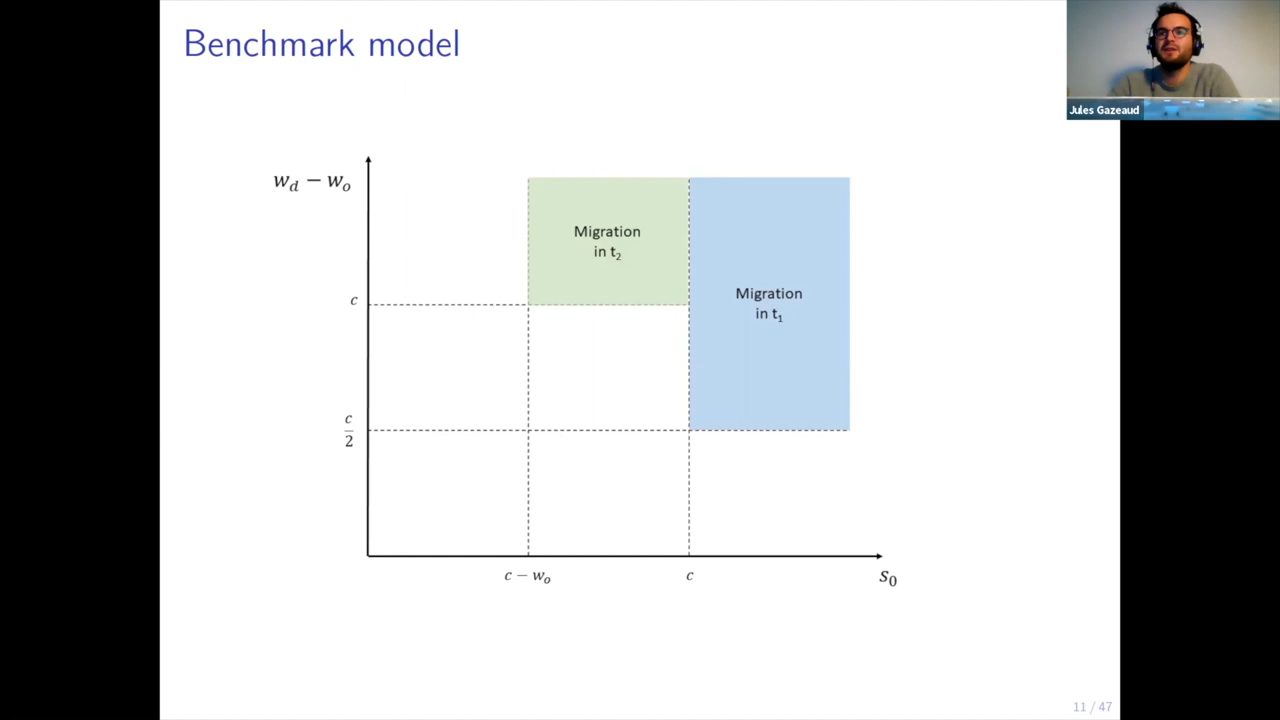 Benchmark model
Jules Gazeaud
w_d − w_o
Migration
in t₂
Migration
in t₁
c
c/2
c − w_o
c
s₀
11 / 47